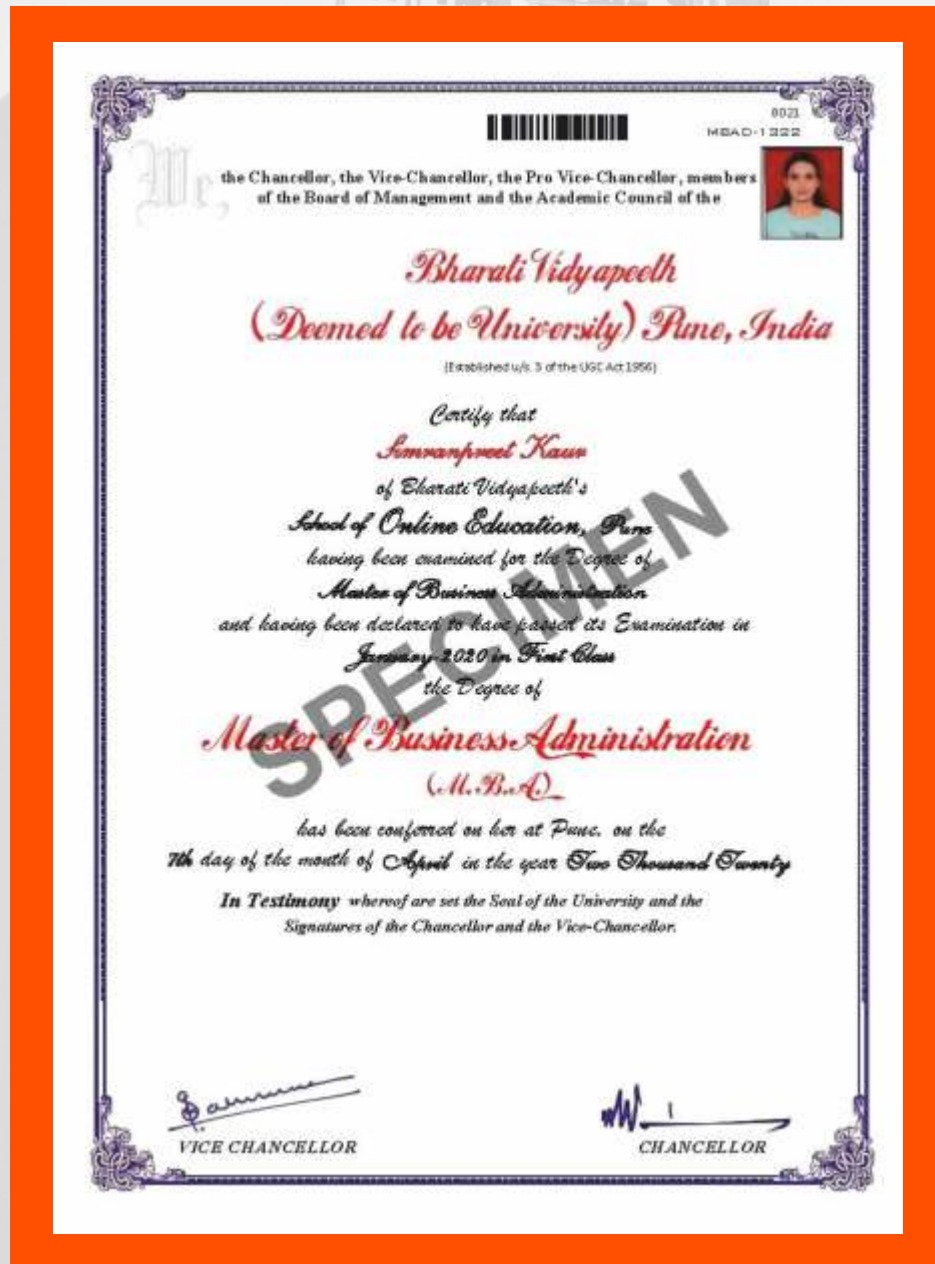 8021
MBAD-1222
We
the Chancellor, the Vice-Chancellor, the Pro Vice-Chancellor, members
of the Board of Management and the Academic Council of the
Bharati Vidyapeeth
(Deemed to be University) Pune, India
(Established u/s. 3 of the UGC Act 1956)
Certify that
Simranpreet Kaur
of Bharati Vidyapeeth's
School of Online Education, Pune
having been examined for the Degree of
Master of Business Administration
and having been declared to have passed its Examination in
January-2020 in First Class
the Degree of
Master of Business Administration
(M.B.A.)
has been conferred on her at Pune, on the
7th day of the month of April in the year Two Thousand Twenty
In Testimony whereof are set the Seal of the University and the
Signatures of the Chancellor and the Vice-Chancellor.
SPECIMEN
VICE CHANCELLOR
CHANCELLOR